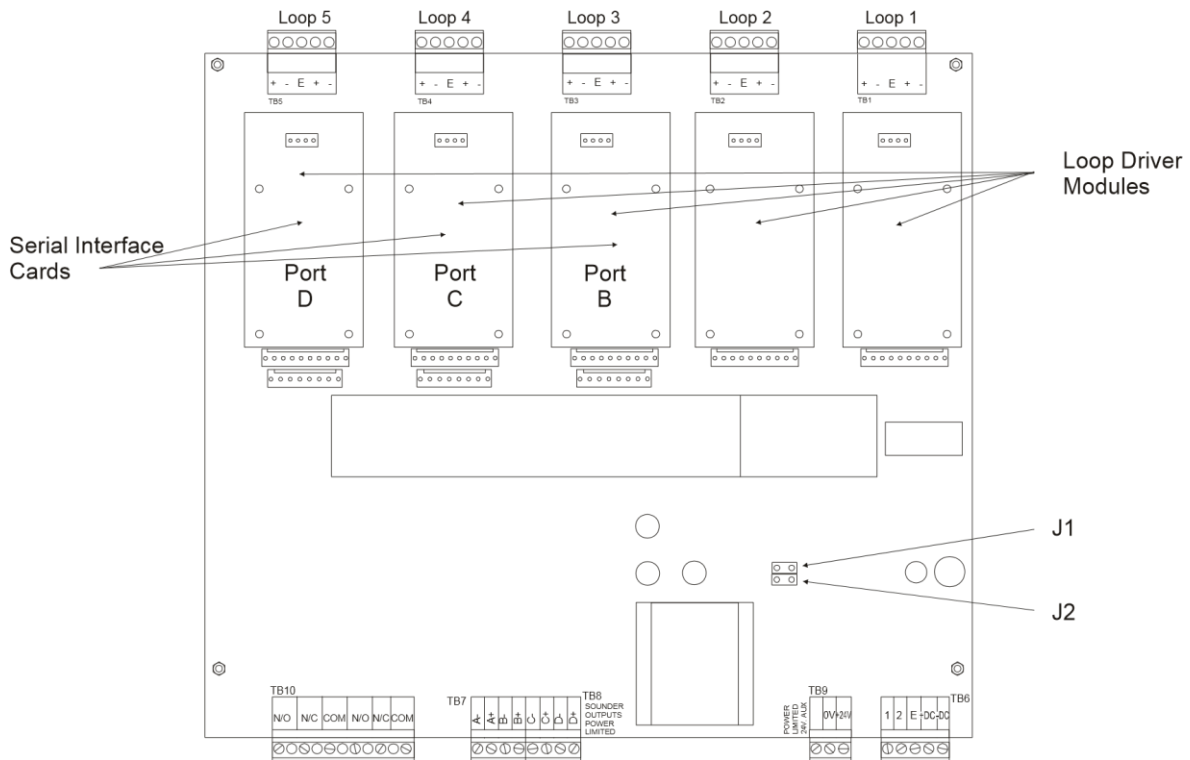 Loop 5 Loop 4 Loop 3 Loop 2 Loop 1
+ - E + - + - E + - + - E + - + - E + - + - E + -
TB5 TB4 TB3 TB2 TB1
Loop Driver
Modules
Serial Interface
Cards
Port
D
Port
C
Port
B
J1
J2
TB10
N/O N/C COM N/O N/C COM
TB7
A- A+ B- B+ C- C+ D- D+
TB8
SOUNDER
OUTPUTS
POWER
LIMITED
POWER
LIMITED
24V AUX
TB9
0V +24V
TB6
1 2 E +DC -DC